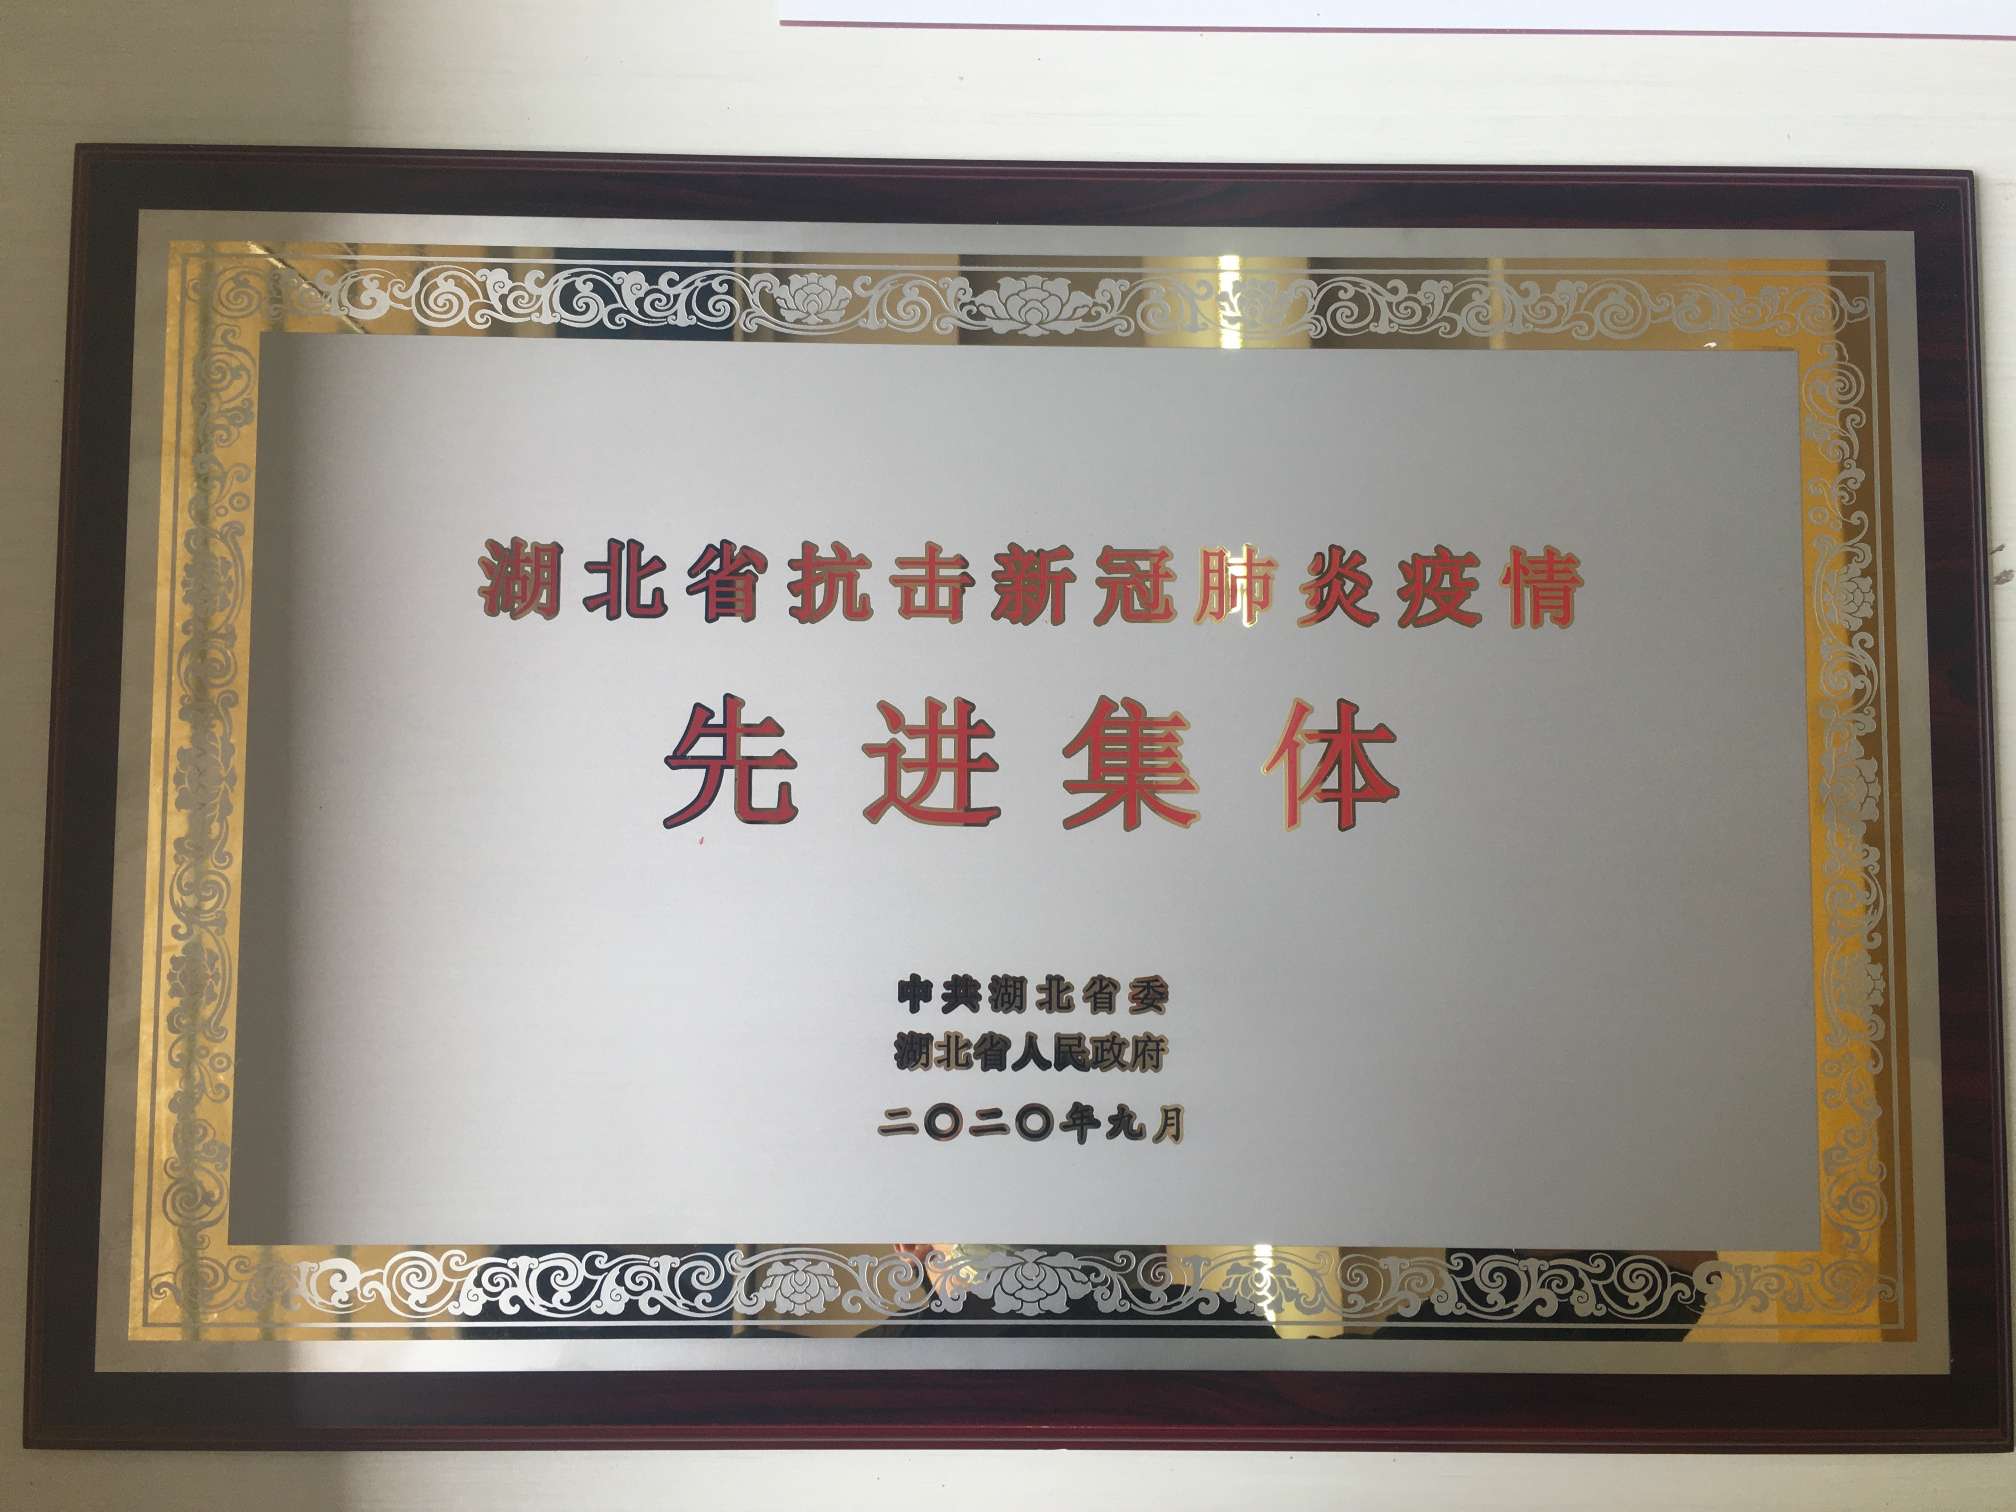 湖北省抗击新冠肺炎疫情
先进集体
中共湖北省委
湖北省人民政府
二〇二〇年九月